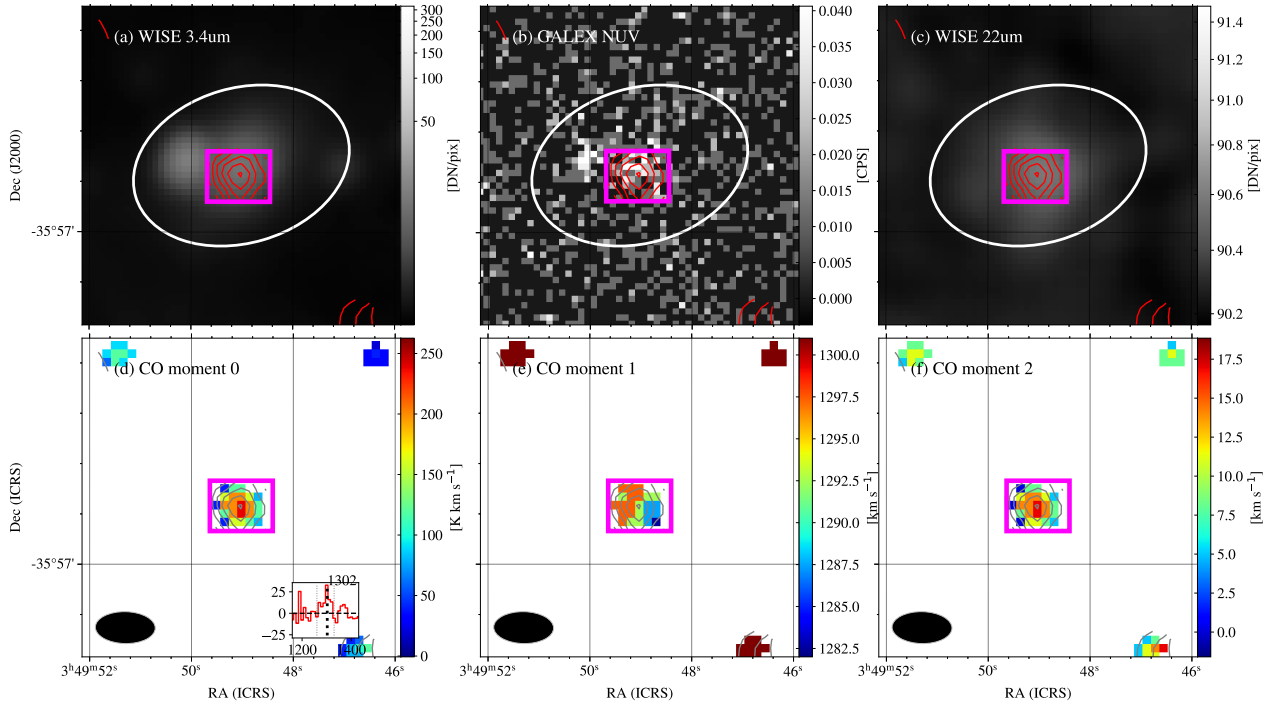 (a) WISE 3.4um
(b) GALEX NUV
(c) WISE 22um
Dec (J2000)
-35°57'
300
250
200
150
100
50
[DN/pix]
0.040
0.035
0.030
0.025
0.020
0.015
0.010
0.005
0.000
[CPS]
91.4
91.2
91.0
90.8
90.6
90.4
90.2
[DN/pix]
(d) CO moment 0
(e) CO moment 1
(f) CO moment 2
Dec (ICRS)
-35°57'
250
200
150
100
50
0
[K km s⁻¹]
1300.0
1297.5
1295.0
1292.5
1290.0
1287.5
1285.0
1282.5
[km s⁻¹]
17.5
15.0
12.5
10.0
7.5
5.0
2.5
0.0
[km s⁻¹]
1302
25
0
−25
1200
1400
3ʰ49ᵐ52ˢ 50ˢ 48ˢ 46ˢ
RA (ICRS)
3ʰ49ᵐ52ˢ 50ˢ 48ˢ 46ˢ
RA (ICRS)
3ʰ49ᵐ52ˢ 50ˢ 48ˢ 46ˢ
RA (ICRS)